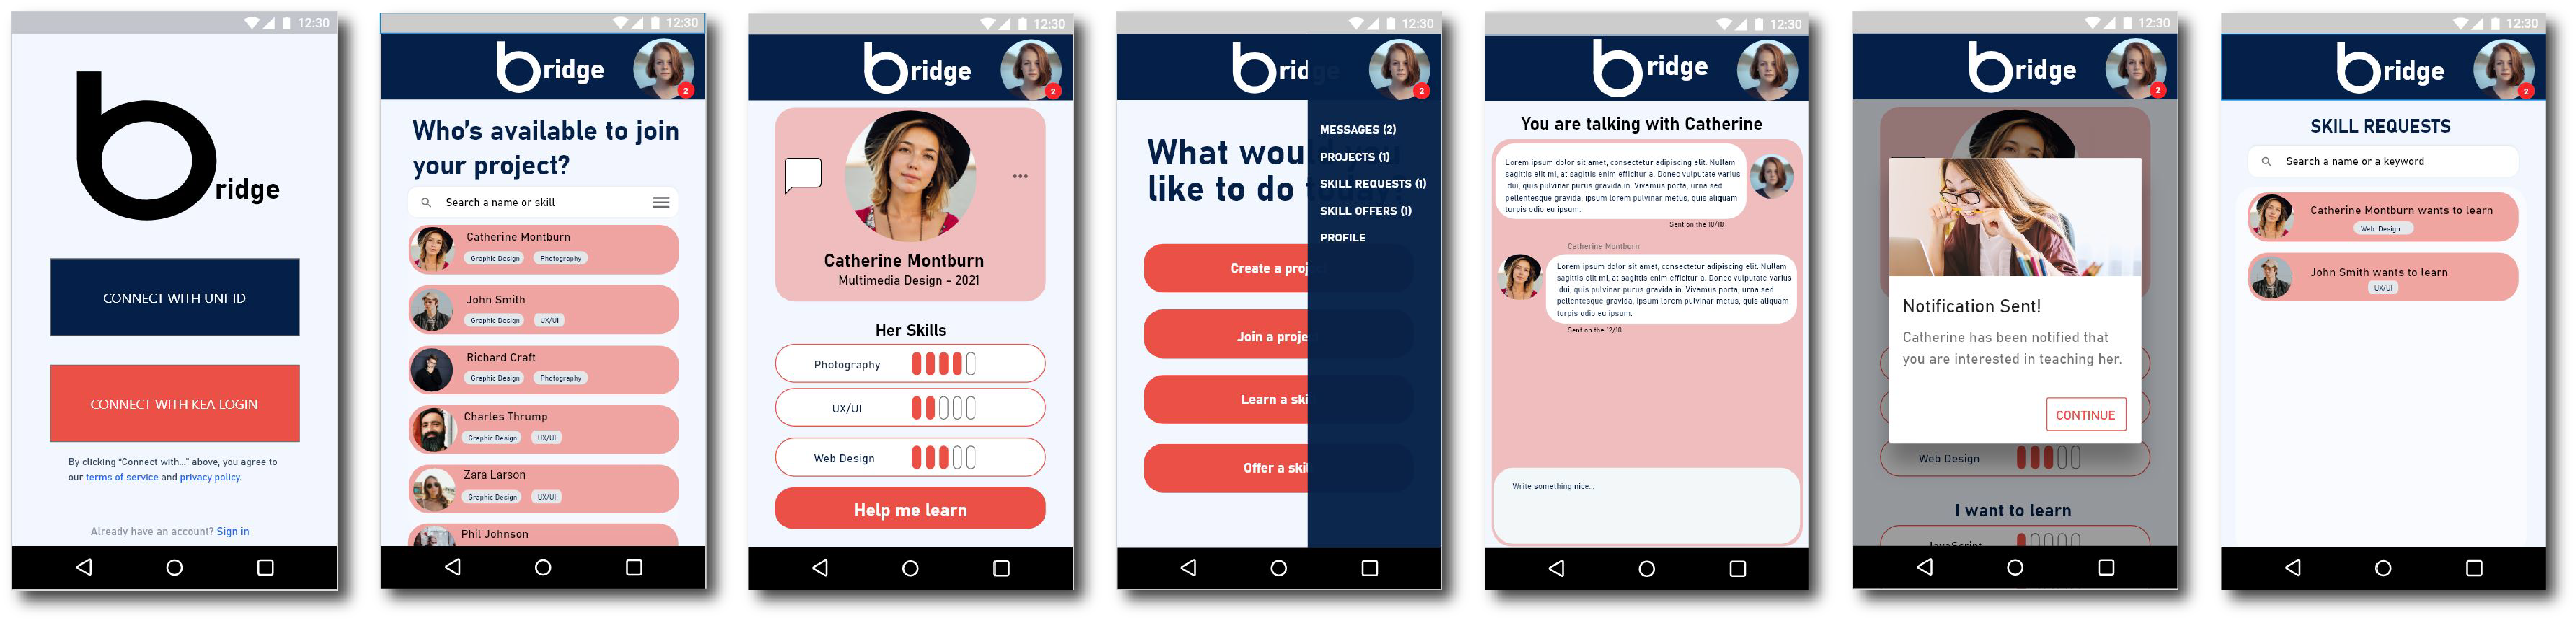 12:30
bridge
CONNECT WITH UNI-ID
CONNECT WITH KEA LOGIN
By clicking “Connect with...” above, you agree to
our terms of service and privacy policy.
Already have an account? Sign in
12:30
bridge
2
Who's available to join
your project?
Search a name or skill
Catherine Montburn
Graphic Design Photography
John Smith
Graphic Design UX/UI
Richard Craft
Graphic Design Photography
Charles Thrump
Graphic Design UX/UI
Zara Larson
Graphic Design UX/UI
Phil Johnson
12:30
bridge
2
Catherine Montburn
Multimedia Design - 2021
Her Skills
Photography
UX/UI
Web Design
Help me learn
12:30
bridge
2
What would you
like to do today?
Create a proj
Join a proje
Learn a ski
Offer a skil
MESSAGES (2)
PROJECTS (1)
SKILL REQUESTS (1)
SKILL OFFERS (1)
PROFILE
12:30
bridge
You are talking with Catherine
Lorem ipsum dolor sit amet, consectetur adipiscing elit. Nullam
sagittis elit mi, at sagittis enim efficitur a. Donec vulputate varius
dui, quis pulvinar purus gravida in. Vivamus porta, urna sed
pellentesque gravida, ipsum lorem pulvinar metus, quis aliquam
turpis odio eu ipsum.
Sent on the 10/10
Catherine Montburn
Lorem ipsum dolor sit amet, consectetur adipiscing elit. Nullam
sagittis elit mi, at sagittis enim efficitur a. Donec vulputate varius
dui, quis pulvinar purus gravida in. Vivamus porta, urna sed
pellentesque gravida, ipsum lorem pulvinar metus, quis aliquam
turpis odio eu ipsum.
Sent on the 12/10
Write something nice...
12:30
bridge
2
Notification Sent!
Catherine has been notified that
you are interested in teaching her.
CONTINUE
Web Design
I want to learn
JavaScript
12:30
bridge
2
SKILL REQUESTS
Search a name or a keyword
Catherine Montburn wants to learn
Web Design
John Smith wants to learn
UX/UI